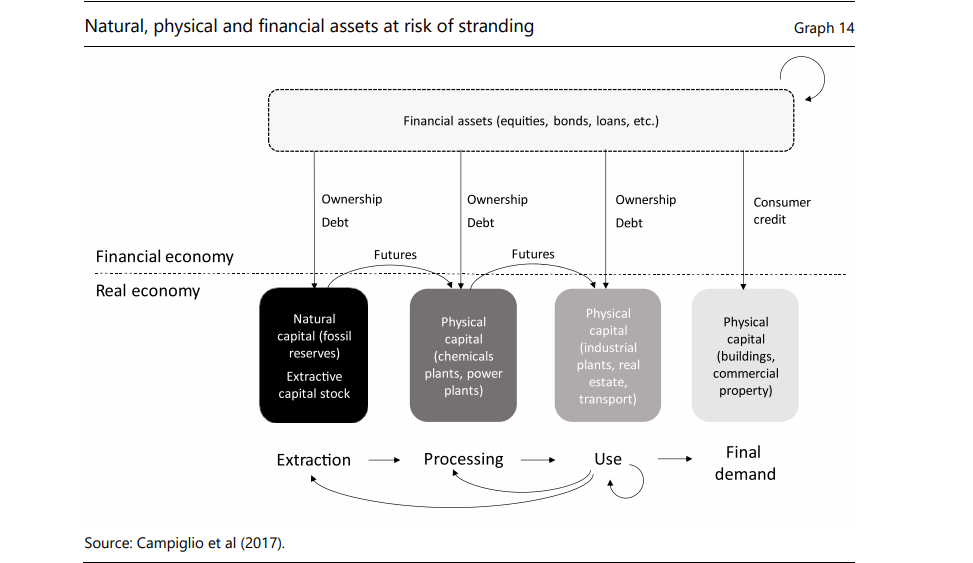 Natural, physical and financial assets at risk of stranding
Graph 14
Financial assets (equities, bonds, loans, etc.)
Ownership
Debt
Ownership
Debt
Ownership
Debt
Consumer
credit
Financial economy
Futures
Futures
Real economy
Natural
capital (fossil
reserves)
Extractive
capital stock
Physical
capital
(chemicals
plants, power
plants)
Physical
capital
(industrial
plants, real
estate,
transport)
Physical
capital
(buildings,
commercial
property)
Extraction
Processing
Use
Final
demand
Source: Campiglio et al (2017).